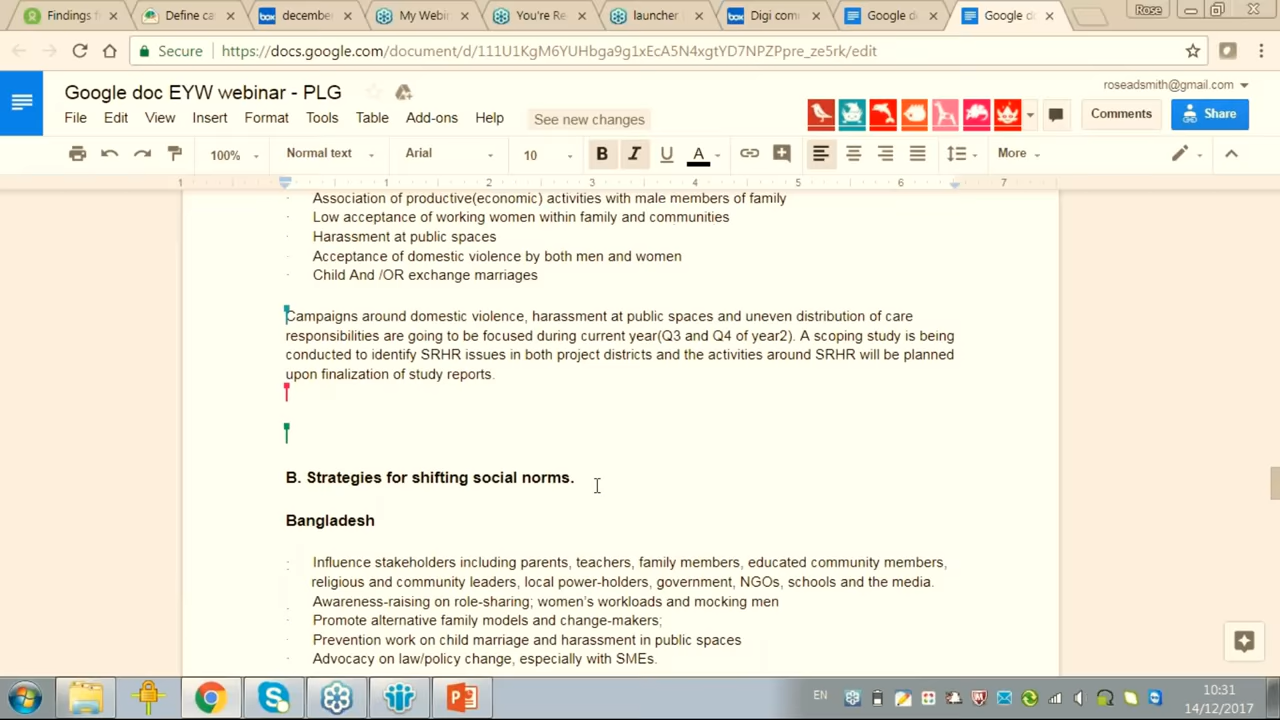 Findings f
Define ca
box decembe
My Webi
You're Re
launche
box Digi com
Google d
Google d
Rose
Secure https://docs.google.com/document/d/111U1KgM6YUHbga9g1xEcA5N4xgtYD7NPZPpre_ze5rk/edit
roseadsmith@gmail.com
Google doc EYW webinar - PLG
File Edit View Insert Format Tools Table Add-ons Help See new changes
Comments Share
100% Normal text Arial 10 B I U A More
1 1 2 3 4 5 6 7
· Association of productive(economic) activities with male members of family
· Low acceptance of working women within family and communities
· Harassment at public spaces
· Acceptance of domestic violence by both men and women
· Child And /OR exchange marriages
Campaigns around domestic violence, harassment at public spaces and uneven distribution of care
responsibilities are going to be focused during current year(Q3 and Q4 of year2). A scoping study is being
conducted to identify SRHR issues in both project districts and the activities around SRHR will be planned
upon finalization of study reports.
B. Strategies for shifting social norms.
Bangladesh
· Influence stakeholders including parents, teachers, family members, educated community members,
religious and community leaders, local power-holders, government, NGOs, schools and the media.
· Awareness-raising on role-sharing; women's workloads and mocking men
· Promote alternative family models and change-makers;
· Prevention work on child marriage and harassment in public spaces
· Advocacy on law/policy change, especially with SMEs.
EN
10:31
14/12/2017